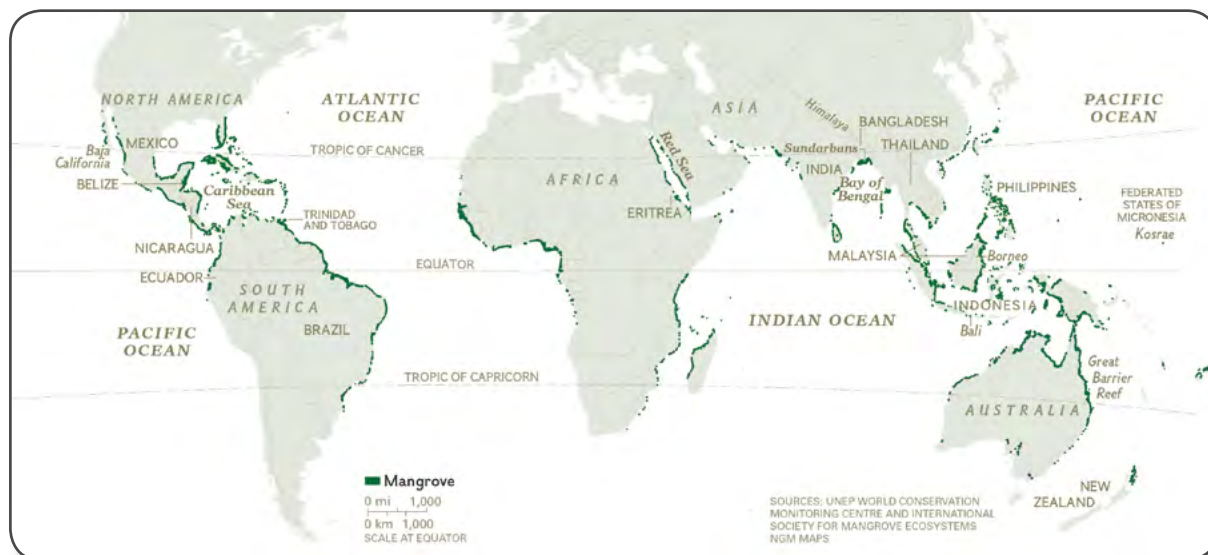 NORTH AMERICA
ATLANTIC
OCEAN
ASIA
Himalaya
PACIFIC
OCEAN
MEXICO
Baja
California
TROPIC OF CANCER
Red Sea
BANGLADESH
Sundarbans
THAILAND
INDIA
BELIZE
Caribbean
Sea
AFRICA
Bay of
Bengal
PHILIPPINES
FEDERATED
STATES OF
MICRONESIA
Kosrae
TRINIDAD
AND TOBAGO
ERITREA
NICARAGUA
MALAYSIA
Borneo
EQUATOR
ECUADOR
SOUTH
AMERICA
BRAZIL
INDONESIA
INDIAN OCEAN
Bali
PACIFIC
OCEAN
TROPIC OF CAPRICORN
Great
Barrier
Reef
AUSTRALIA
Mangrove
0 mi 1,000
0 km 1,000
SCALE AT EQUATOR
NEW
ZEALAND
SOURCES: UNEP WORLD CONSERVATION
MONITORING CENTRE AND INTERNATIONAL
SOCIETY FOR MANGROVE ECOSYSTEMS
NGM MAPS